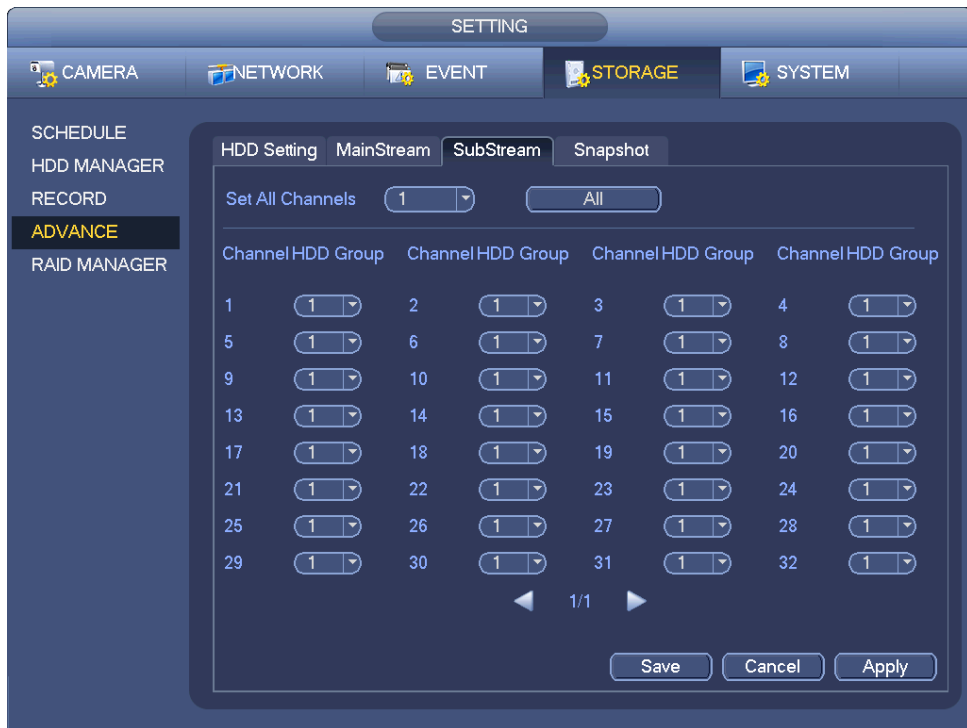 SETTING
CAMERA NETWORK EVENT STORAGE SYSTEM
SCHEDULE
HDD MANAGER
RECORD
ADVANCE
RAID MANAGER
HDD Setting MainStream SubStream Snapshot
Set All Channels 1 All
Channel HDD Group Channel HDD Group Channel HDD Group Channel HDD Group
1 1 2 1 3 1 4 1
5 1 6 1 7 1 8 1
9 1 10 1 11 1 12 1
13 1 14 1 15 1 16 1
17 1 18 1 19 1 20 1
21 1 22 1 23 1 24 1
25 1 26 1 27 1 28 1
29 1 30 1 31 1 32 1
1/1
Save Cancel Apply